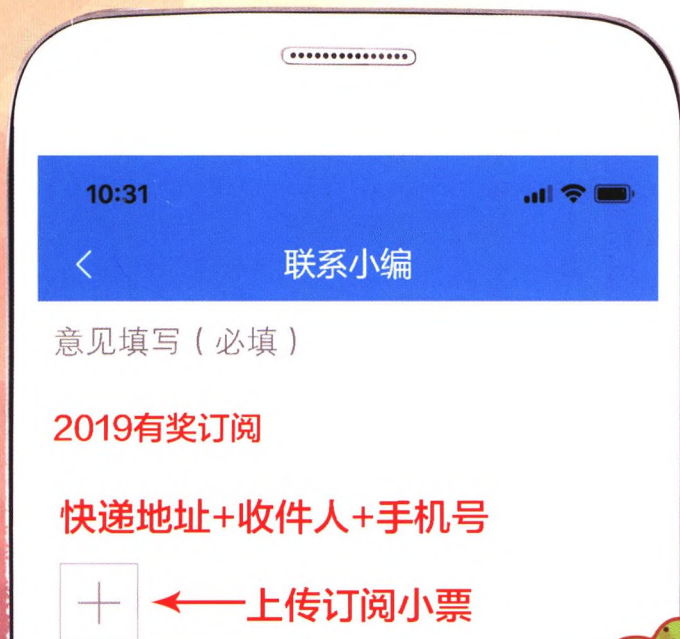 10:31
联系小编
意见填写（必填）
2019有奖订阅
快递地址+收件人+手机号
上传订阅小票